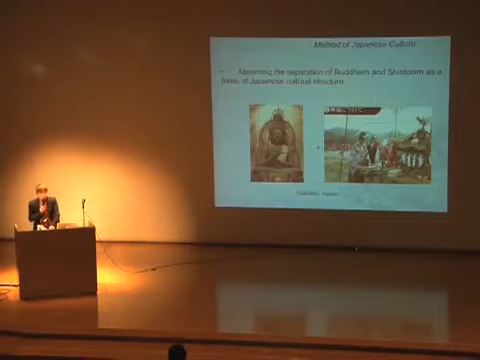 Method of Japanese Culture
• Assuming the separation of Buddhism and Shintoism as a
basis of Japanese cultural structure